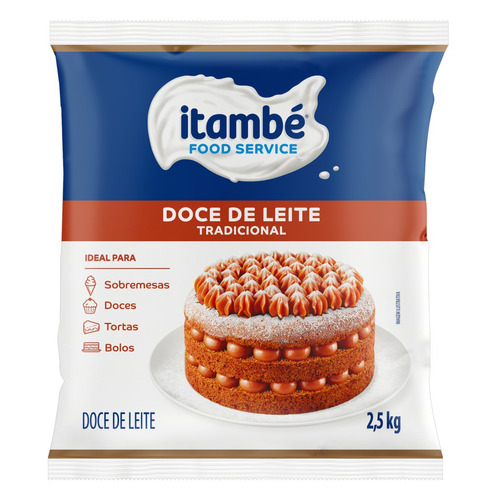 itambé
FOOD SERVICE
DOCE DE LEITE
TRADICIONAL
IDEAL PARA
Sobremesas
Doces
Tortas
Bolos
IMAGEM ILUSTRATIVA
DOCE DE LEITE
2,5 kg